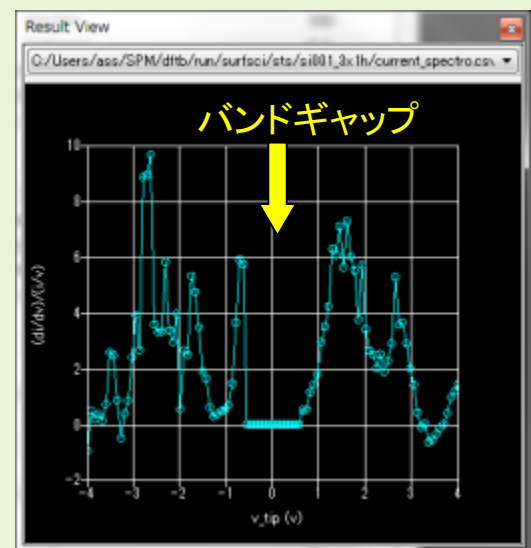 Result View
C:/Users/ass/SPM/dftb/run/surfsci/sts/si001_3x1h/current_spectro.csv
バンドギャップ
(di/dv)/(i/v)
10
8
6
4
2
0
-2
-4 -3 -2 -1 0 1 2 3 4
v_tip (v)